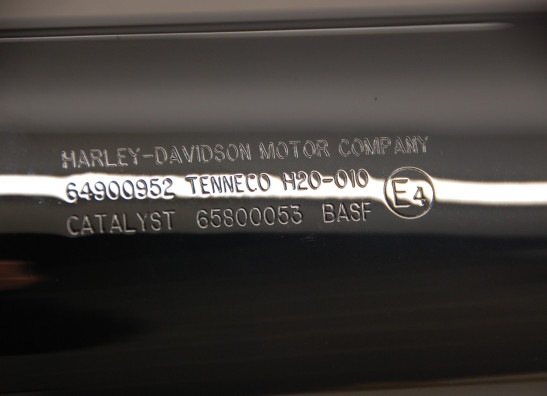 HARLEY-DAVIDSON MOTOR COMPANY
64900952 TENNECO H20-010 E4
CATALYST 65800053 BASF